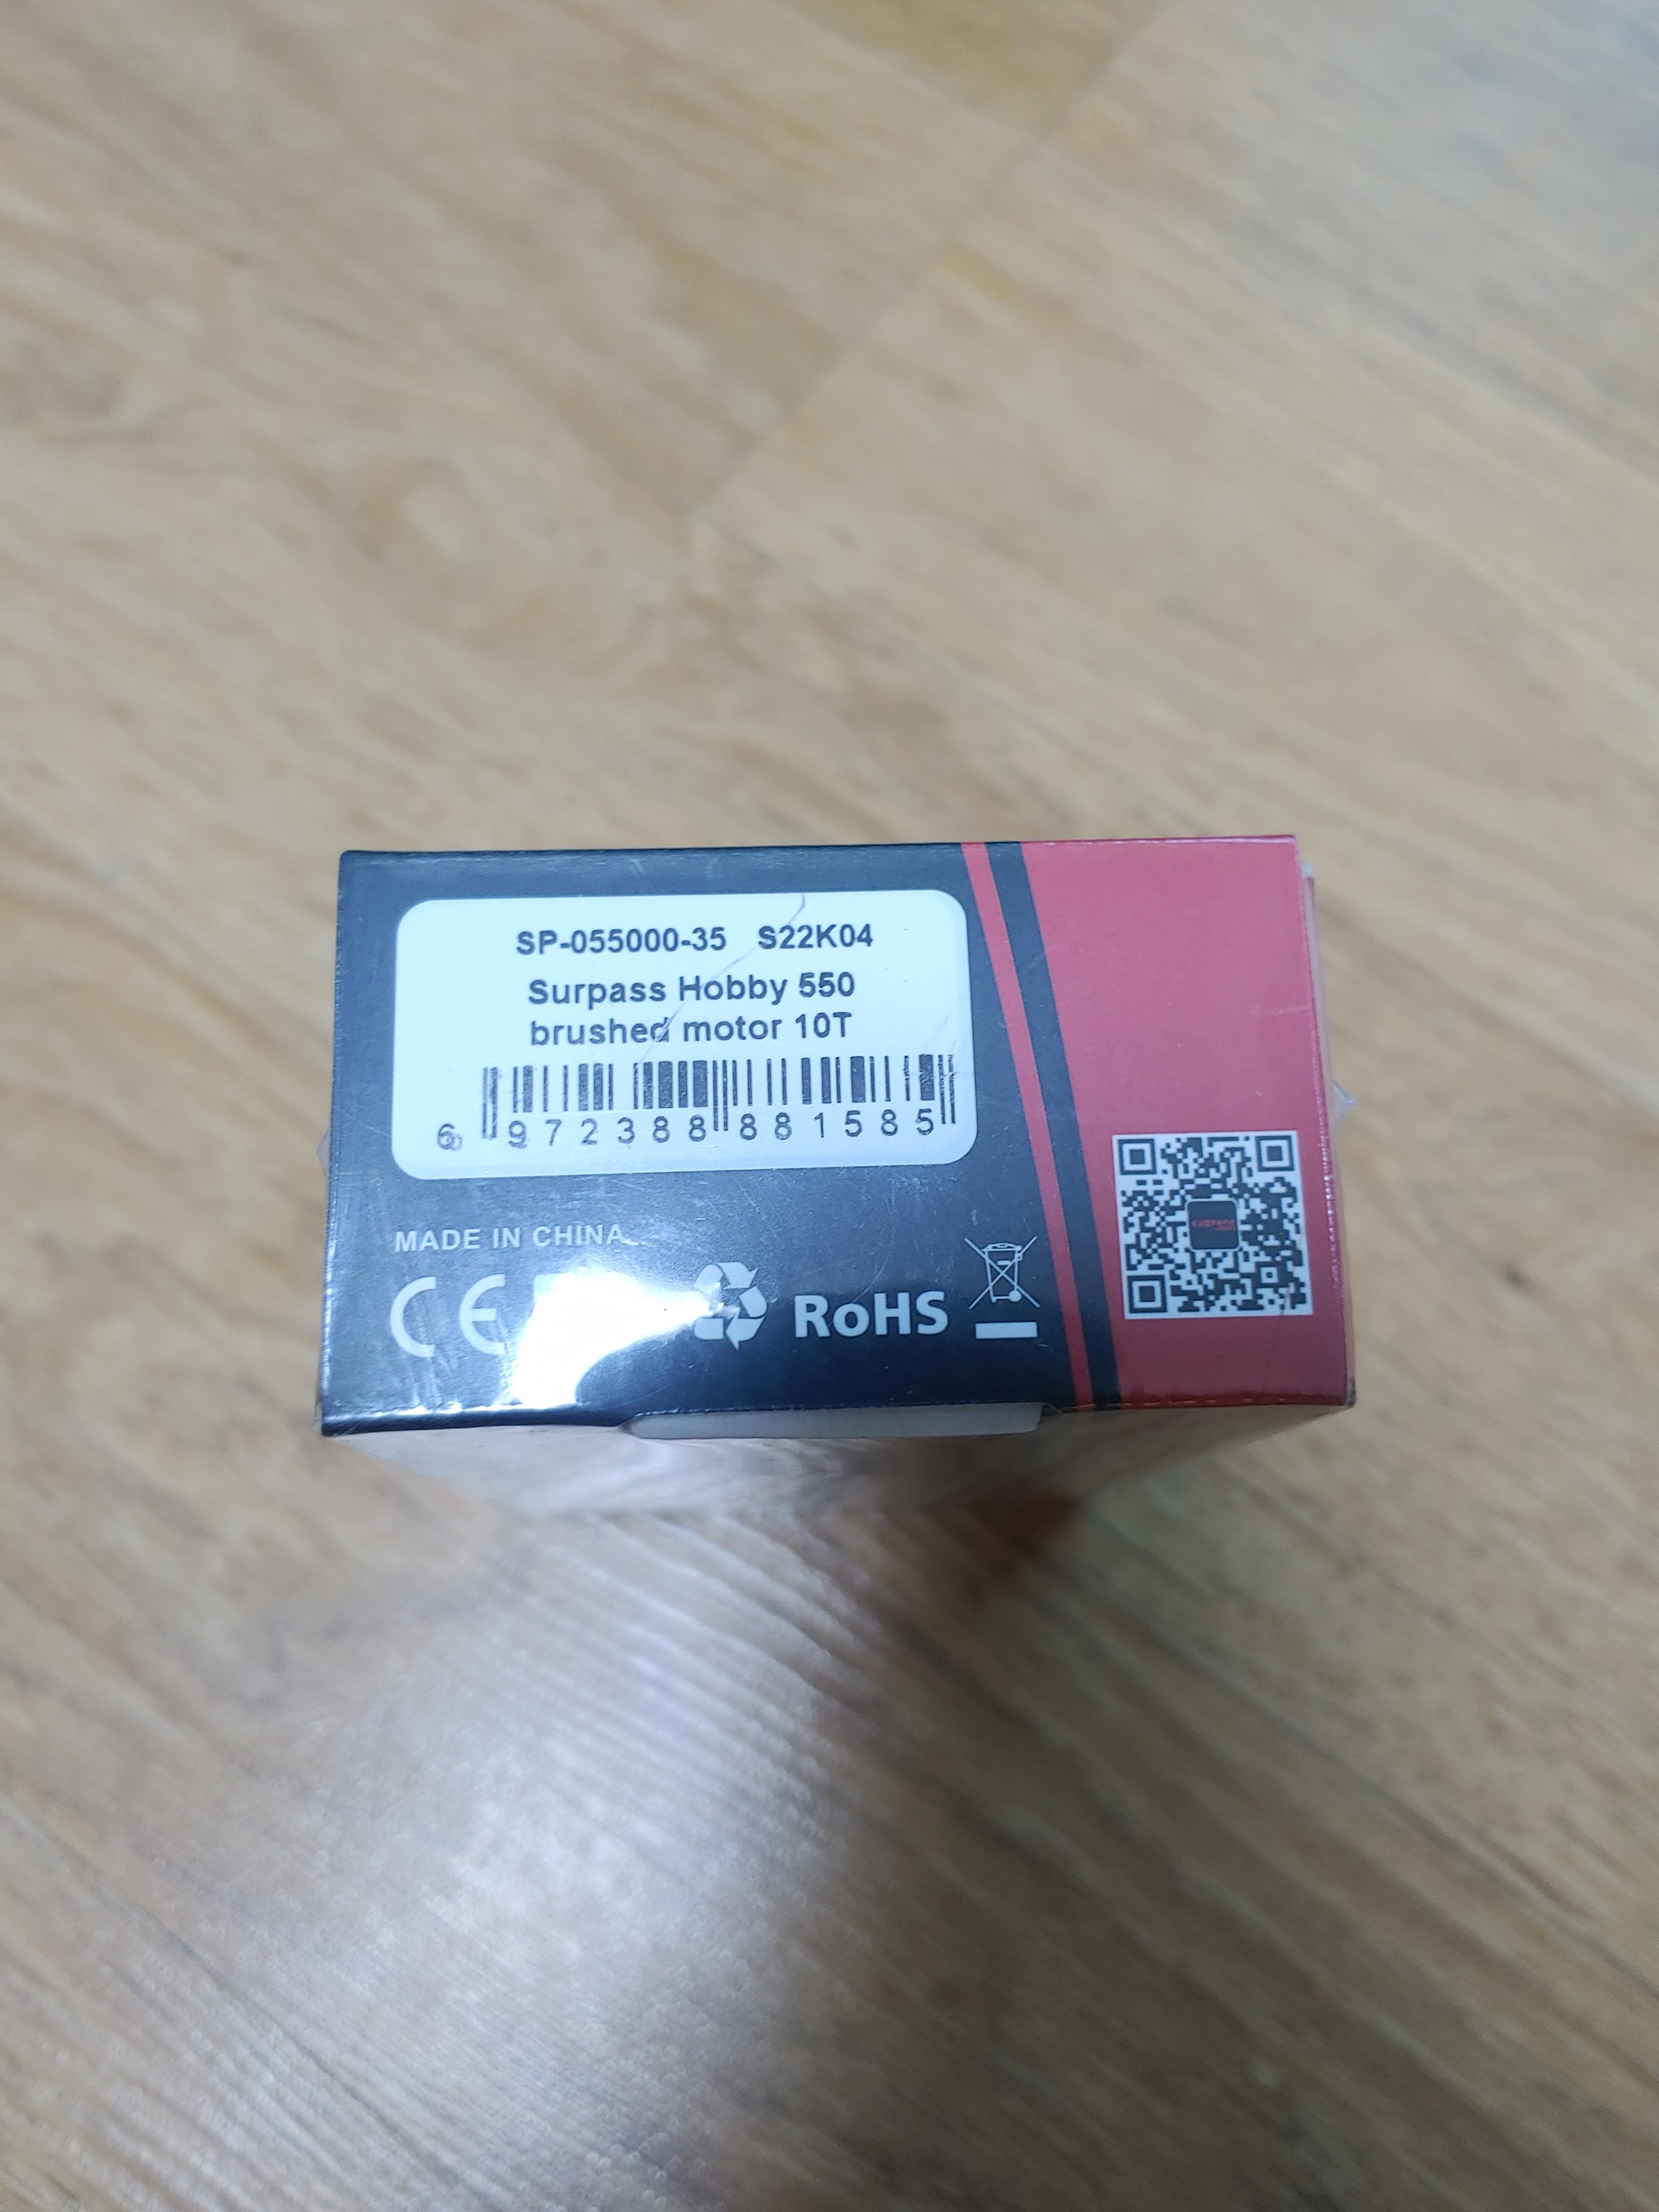 SP-055000-35 S22K04
Surpass Hobby 550
brushed motor 10T
6 972388 881585
MADE IN CHINA
CE
RoHS